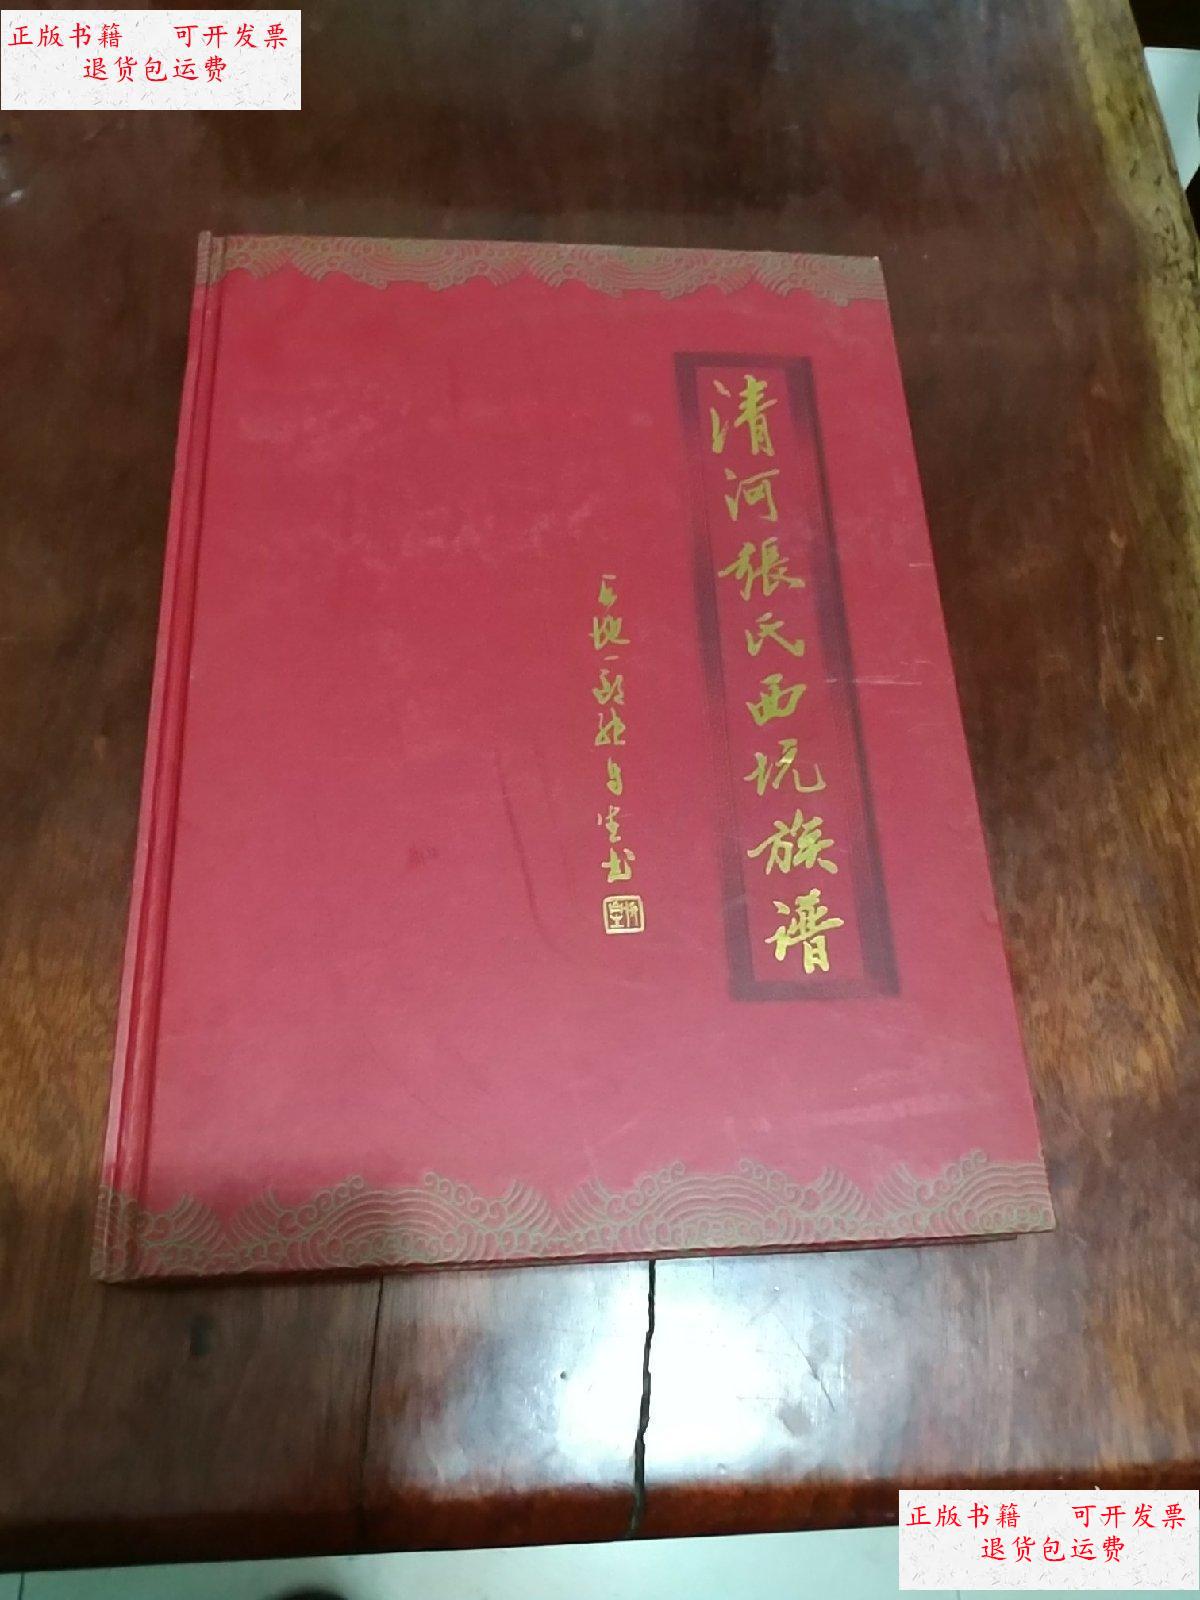 正版书籍 可开发票
退货包运费
清河張氏西坑族谱
正版书籍 可开发票
退货包运费